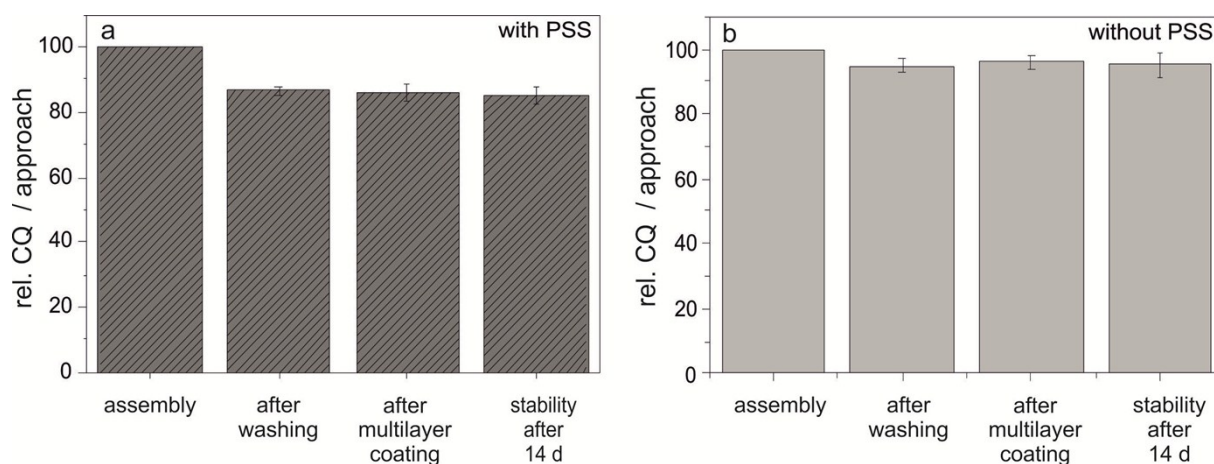 a
with PSS
rel. CQ / approach
100
80
60
40
20
0
assembly
after
washing
after
multilayer
coating
stability
after
14 d
b
without PSS
rel. CQ / approach
100
80
60
40
20
0
assembly
after
washing
after
multilayer
coating
stability
after
14 d